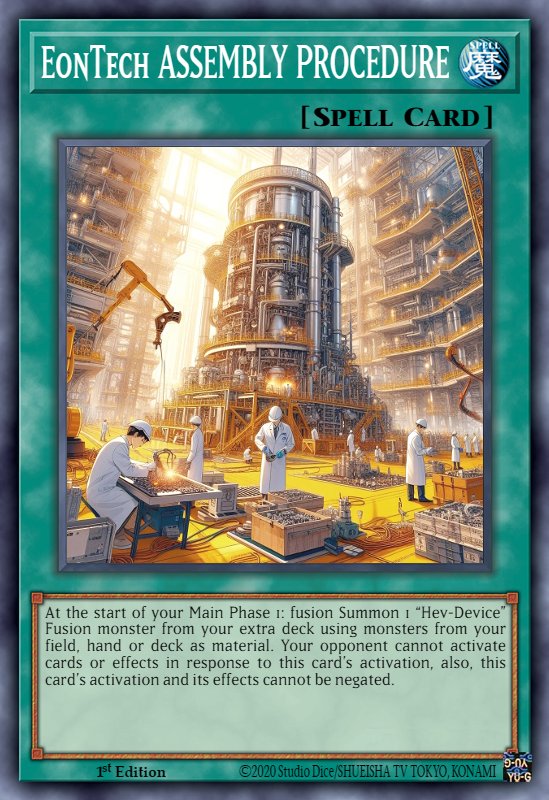 EonTech ASSEMBLY PROCEDURE
SPELL
魔
[Spell Card]
At the start of your Main Phase 1: fusion Summon 1 “Hev-Device”
Fusion monster from your extra deck using monsters from your
field, hand or deck as material. Your opponent cannot activate
cards or effects in response to this card’s activation, also, this
card’s activation and its effects cannot be negated.
1st Edition
©2020 Studio Dice/SHUEISHA TV TOKYO, KONAMI
YU-G